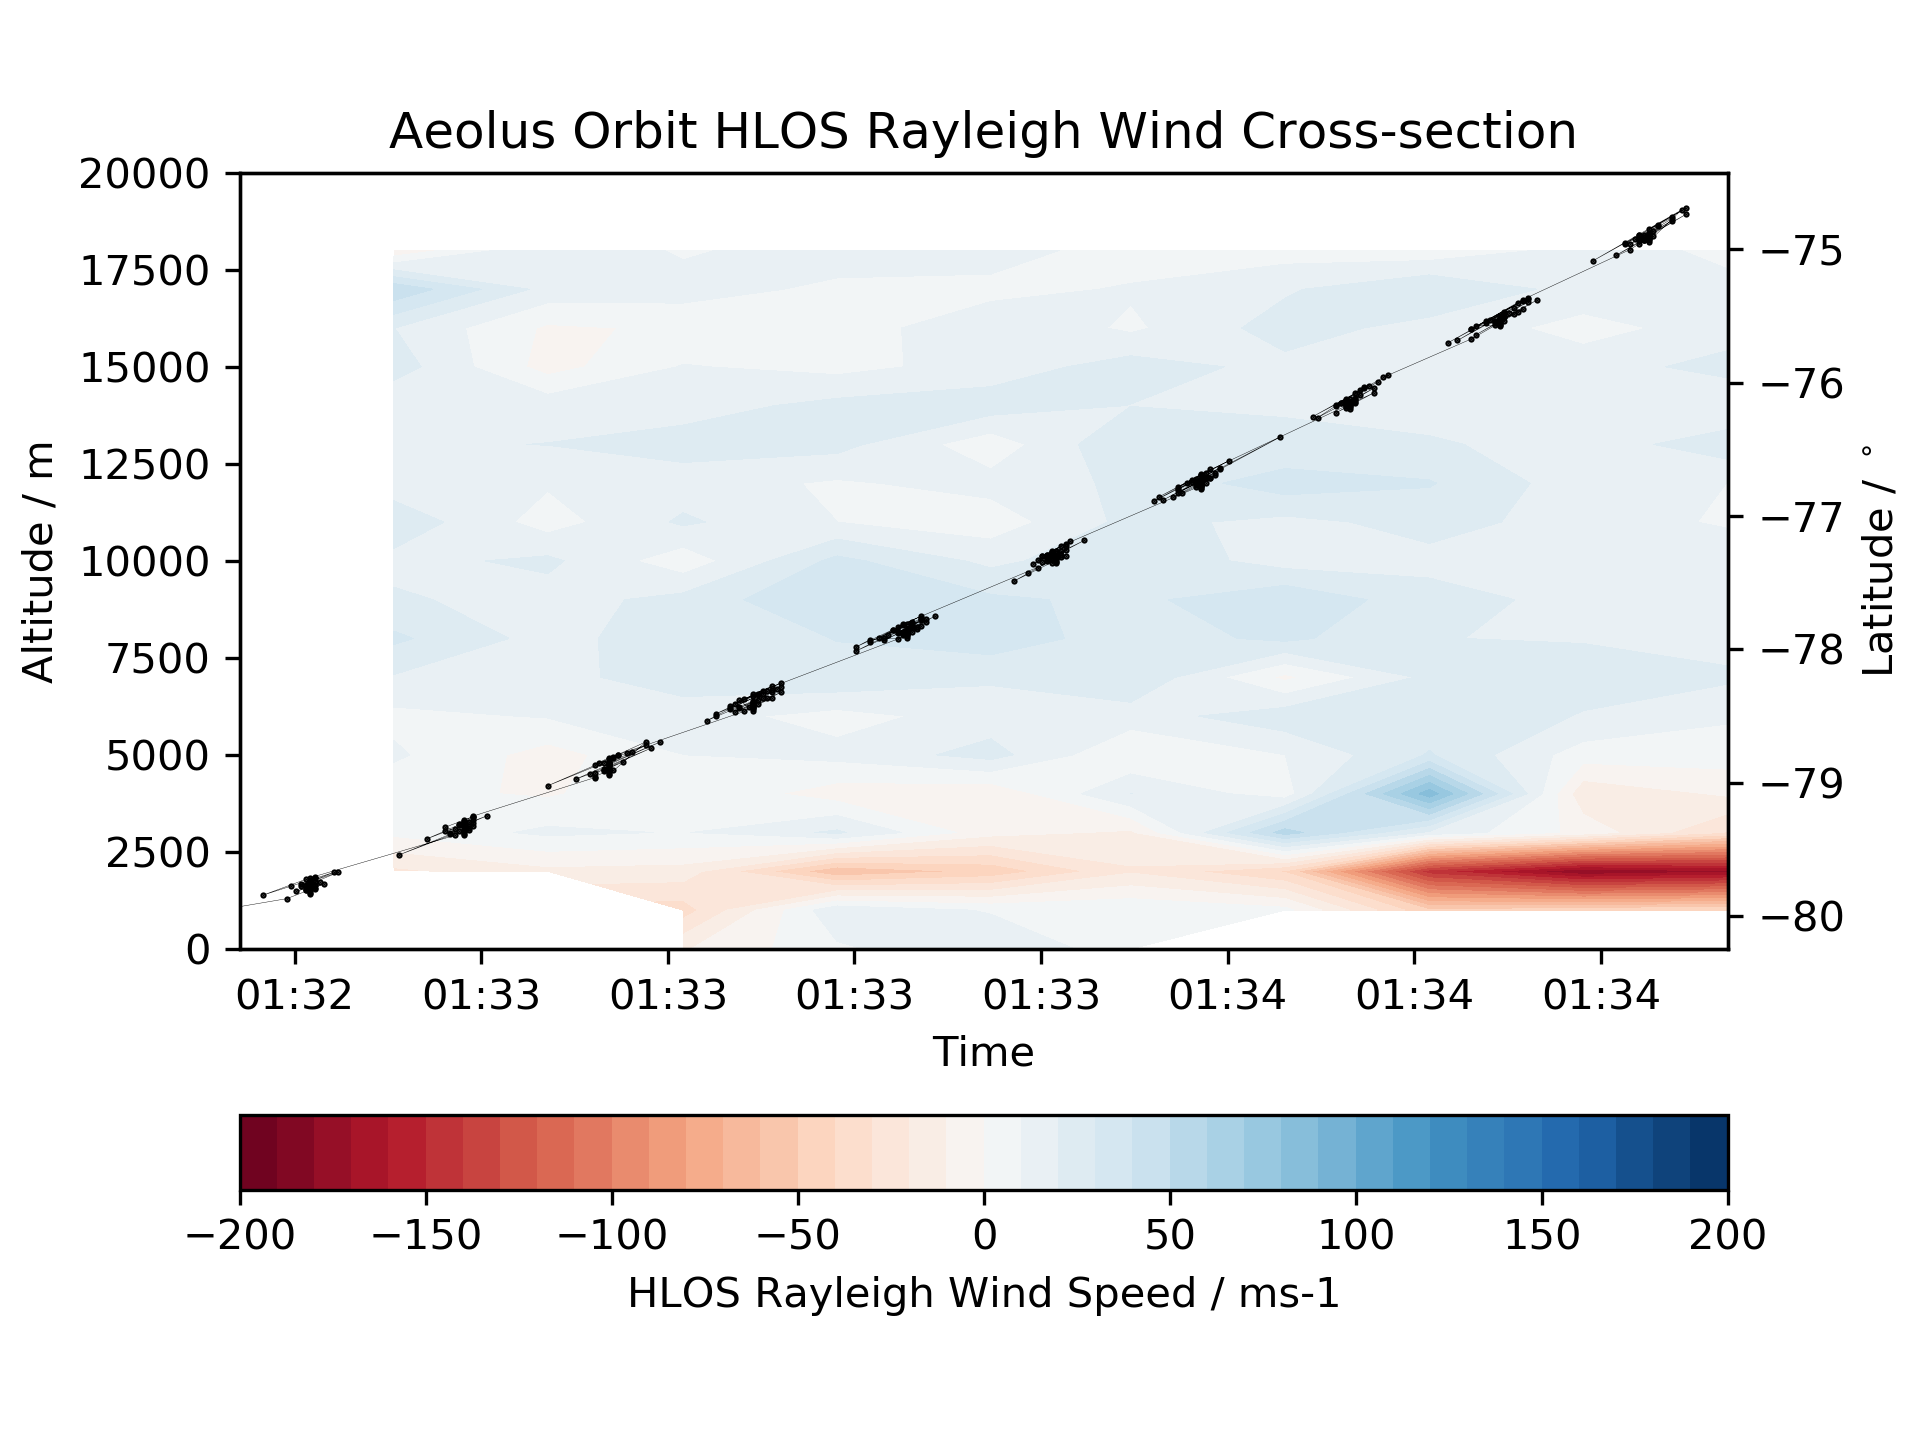 Aeolus Orbit HLOS Rayleigh Wind Cross-section
20000
17500
15000
12500
10000
7500
5000
2500
0
Altitude / m
−75
−76
−77
−78
−79
−80
Latitude / °
01:32 01:33 01:33 01:33 01:33 01:34 01:34 01:34
Time
−200 −150 −100 −50 0 50 100 150 200
HLOS Rayleigh Wind Speed / ms-1